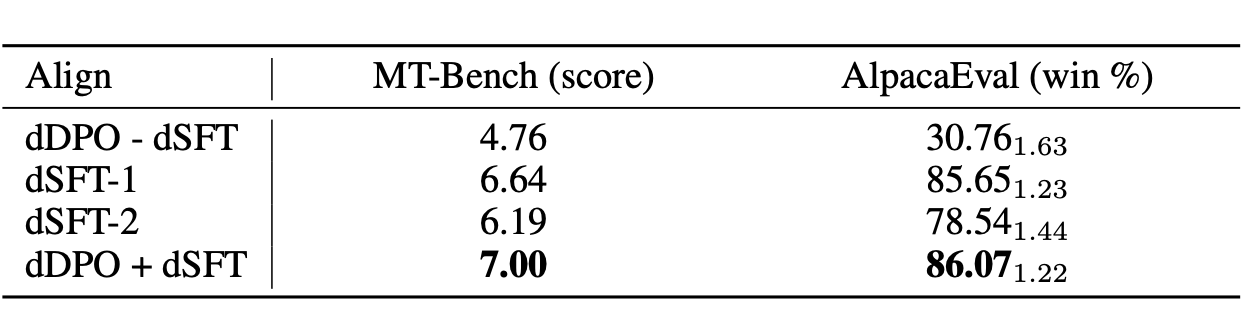 Align MT-Bench (score) AlpacaEval (win %)
dDPO - dSFT 4.76 30.76 1.63
dSFT-1 6.64 85.65 1.23
dSFT-2 6.19 78.54 1.44
dDPO + dSFT 7.00 86.07 1.22